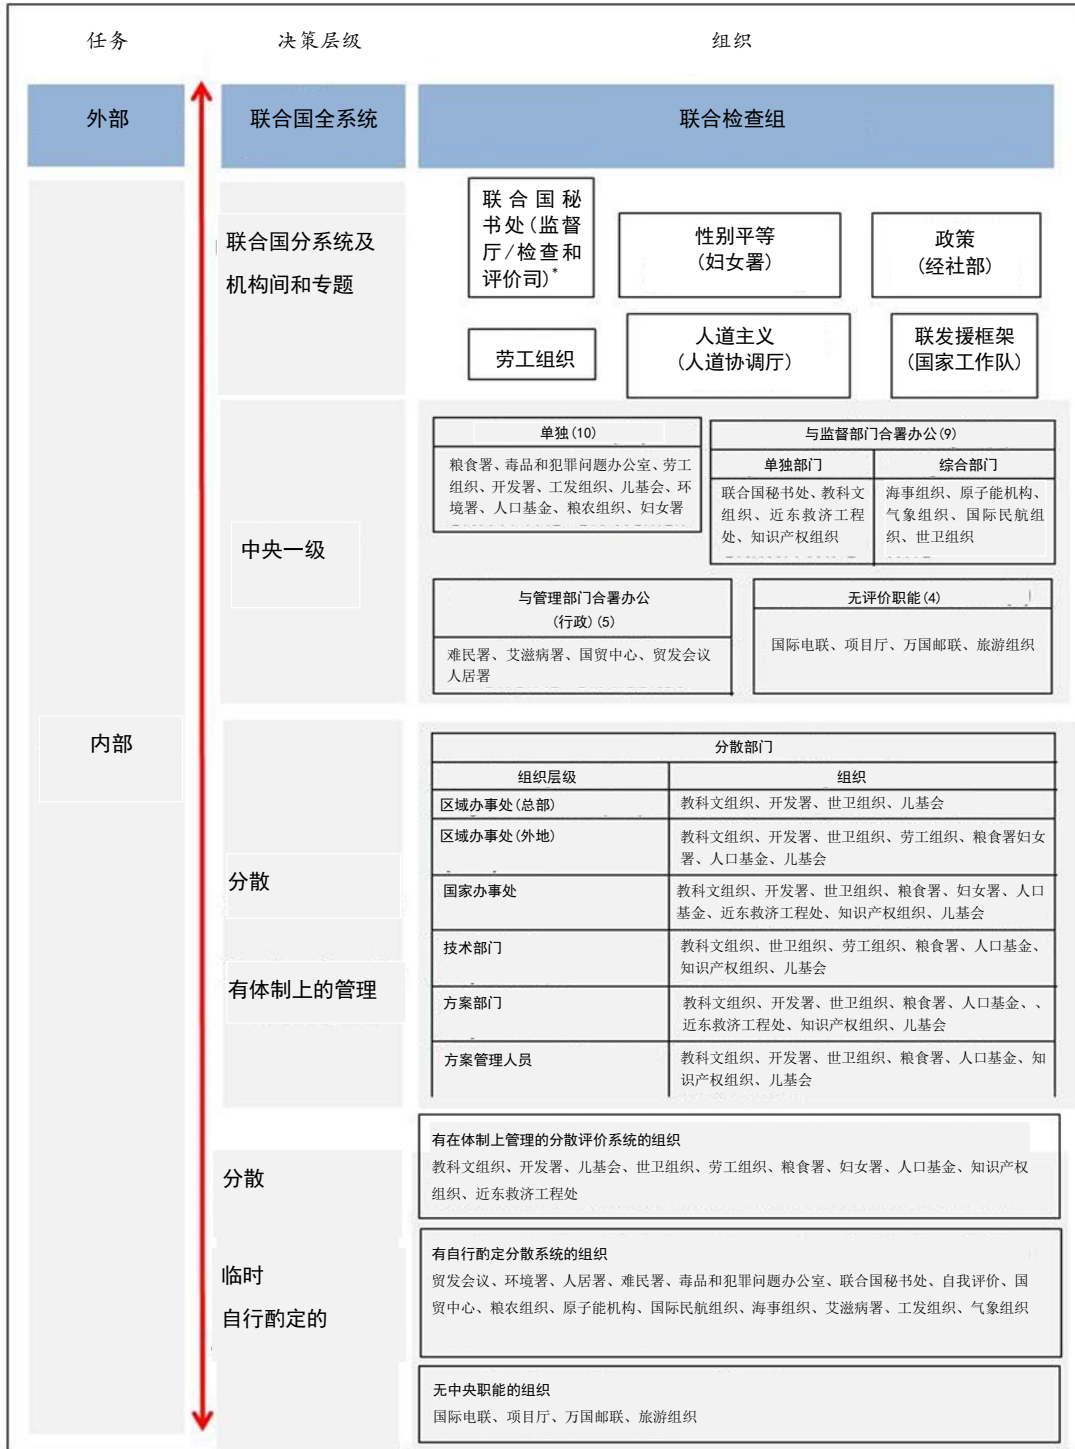 任务 决策层级 组织
外部 联合国全系统 联合检查组
联合国分系统及
机构间和专题
联合国秘
书处(监督
厅/检查和
评价司)*
性别平等
(妇女署)
政策
(经社部)
劳工组织
人道主义
(人道协调厅)
联发援框架
(国家工作队)
内部
中央一级
单独(10)
粮食署、毒品和犯罪问题办公室、劳工
组织、开发署、工发组织、儿基会、环
境署、人口基金、粮农组织、妇女署
与监督部门合署办公(9)
单独部门
联合国秘书处、教科文
组织、近东救济工程
处、知识产权组织
综合部门
海事组织、原子能机构、
气象组织、国际民航组
织、世卫组织
与管理部门合署办公
(行政)(5)
难民署、艾滋病署、国贸中心、贸发会议
人居署
无评价职能(4)
国际电联、项目厅、万国邮联、旅游组织
分散
有体制上的管理
分散部门
组织层级 组织
区域办事处(总部) 教科文组织、开发署、世卫组织、儿基会
区域办事处(外地) 教科文组织、开发署、世卫组织、劳工组织、粮食署妇女
署、人口基金、儿基会
国家办事处 教科文组织、开发署、世卫组织、粮食署、妇女署、人口
基金、近东救济工程处、知识产权组织、儿基会
技术部门 教科文组织、世卫组织、劳工组织、粮食署、人口基金、
知识产权组织、儿基会
方案部门 教科文组织、开发署、世卫组织、粮食署、人口基金、、
近东救济工程处、知识产权组织、儿基会
方案管理人员 教科文组织、开发署、世卫组织、粮食署、人口基金、知
识产权组织、儿基会
分散
临时
自行酌定的
有在体制上管理的分散评价系统的组织
教科文组织、开发署、儿基会、世卫组织、劳工组织、粮食署、妇女署、人口基金、知识产权
组织、近东救济工程处
有自行酌定分散系统的组织
贸发会议、环境署、人居署、难民署、毒品和犯罪问题办公室、联合国秘书处、自我评价、国
贸中心、粮农组织、原子能机构、国际民航组织、海事组织、艾滋病署、工发组织、气象组织
无中央职能的组织
国际电联、项目厅、万国邮联、旅游组织